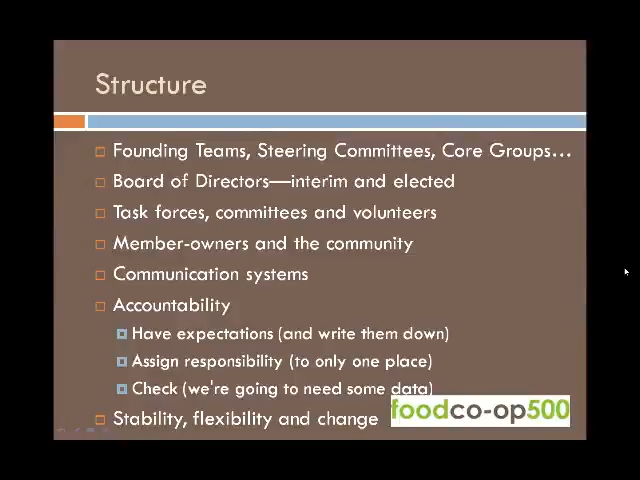 Structure
Founding Teams, Steering Committees, Core Groups...
Board of Directors—interim and elected
Task forces, committees and volunteers
Member-owners and the community
Communication systems
Accountability
Have expectations (and write them down)
Assign responsibility (to only one place)
Check (we're going to need some data)
Stability, flexibility and change
foodco-op500